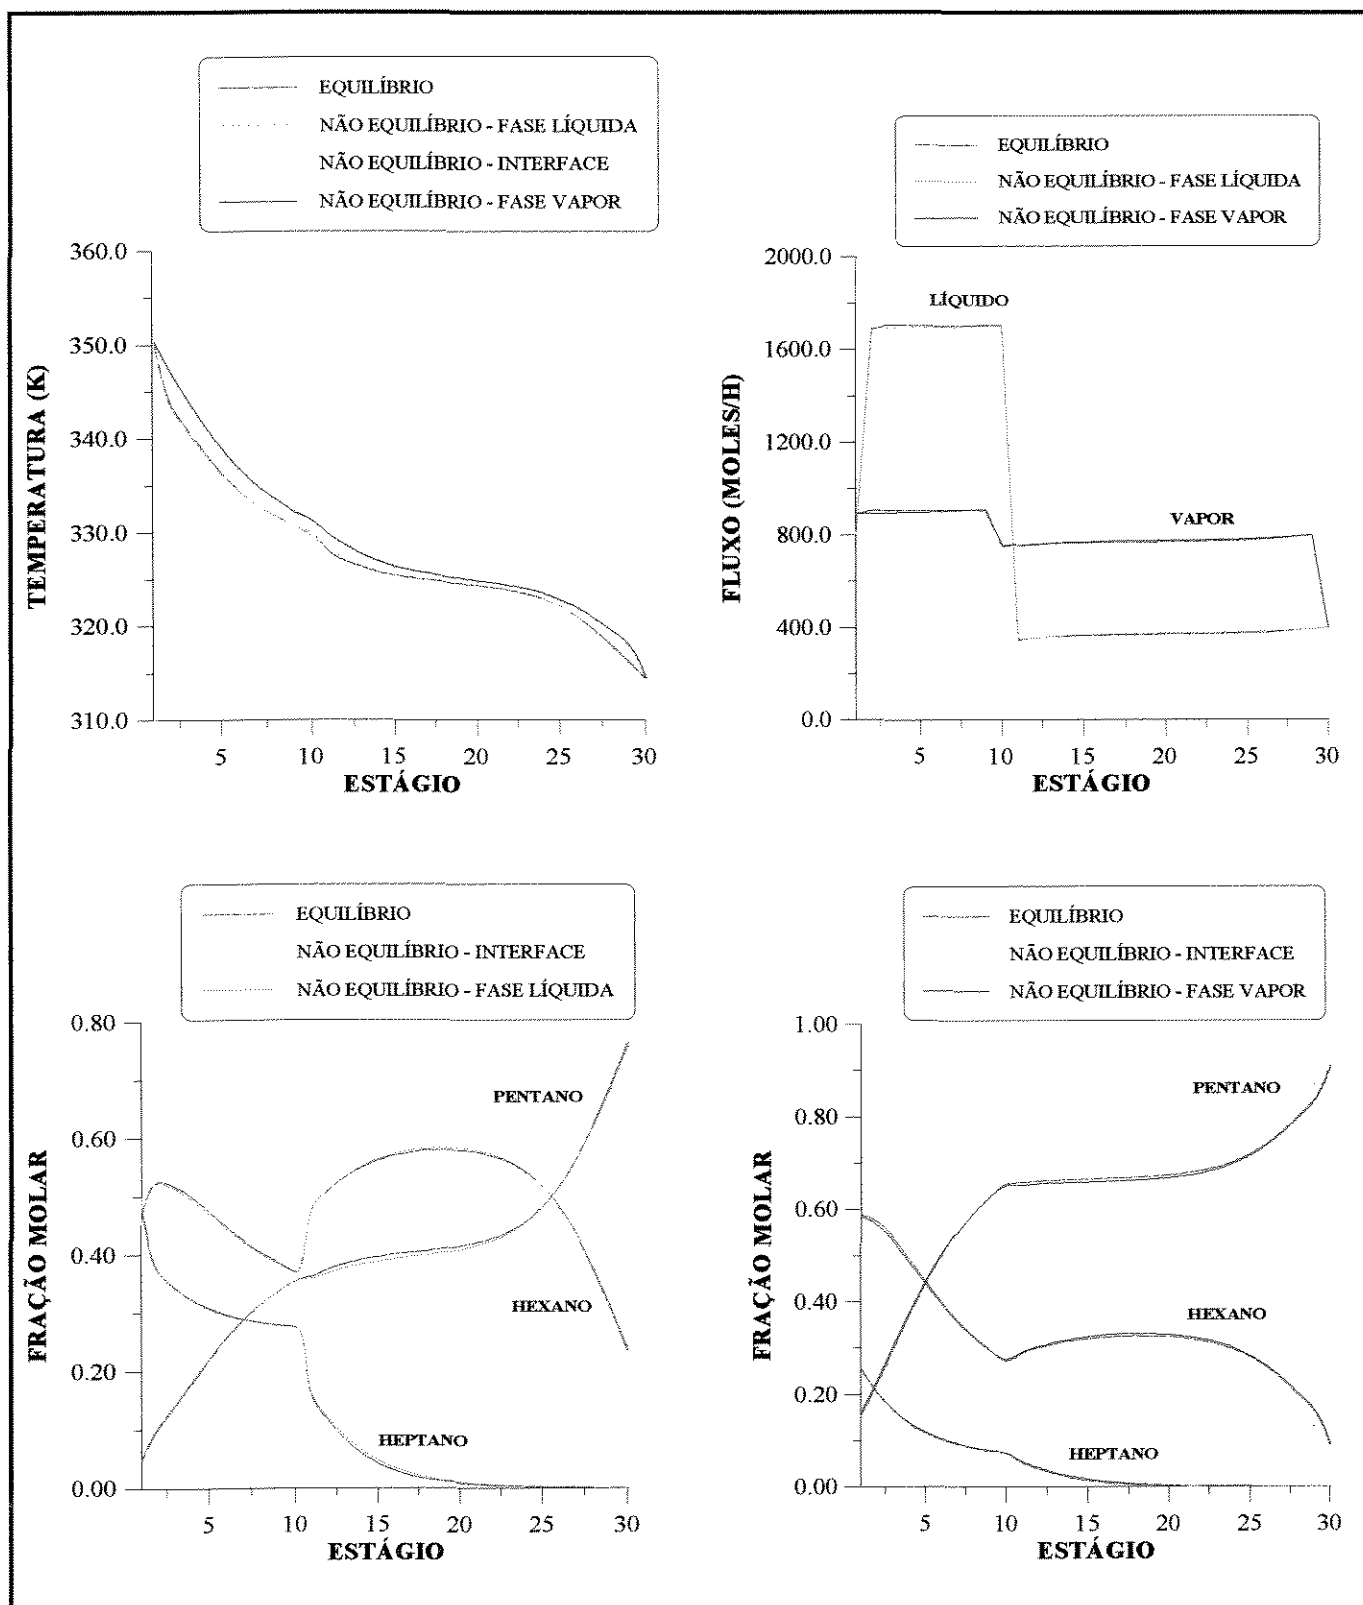 EQUILÍBRIO
NÃO EQUILÍBRIO - FASE LÍQUIDA
NÃO EQUILÍBRIO - INTERFACE
NÃO EQUILÍBRIO - FASE VAPOR
360.0
350.0
340.0
330.0
320.0
310.0
TEMPERATURA (K)
5 10 15 20 25 30
ESTÁGIO
EQUILÍBRIO
NÃO EQUILÍBRIO - FASE LÍQUIDA
NÃO EQUILÍBRIO - FASE VAPOR
2000.0
1600.0
1200.0
800.0
400.0
0.0
FLUXO (MOLES/H)
LÍQUIDO
VAPOR
5 10 15 20 25 30
ESTÁGIO
EQUILÍBRIO
NÃO EQUILÍBRIO - INTERFACE
NÃO EQUILÍBRIO - FASE LÍQUIDA
0.80
0.60
0.40
0.20
0.00
FRAÇÃO MOLAR
PENTANO
HEXANO
HEPTANO
5 10 15 20 25 30
ESTÁGIO
EQUILÍBRIO
NÃO EQUILÍBRIO - INTERFACE
NÃO EQUILÍBRIO - FASE VAPOR
1.00
0.80
0.60
0.40
0.20
0.00
FRAÇÃO MOLAR
PENTANO
HEXANO
HEPTANO
5 10 15 20 25 30
ESTÁGIO